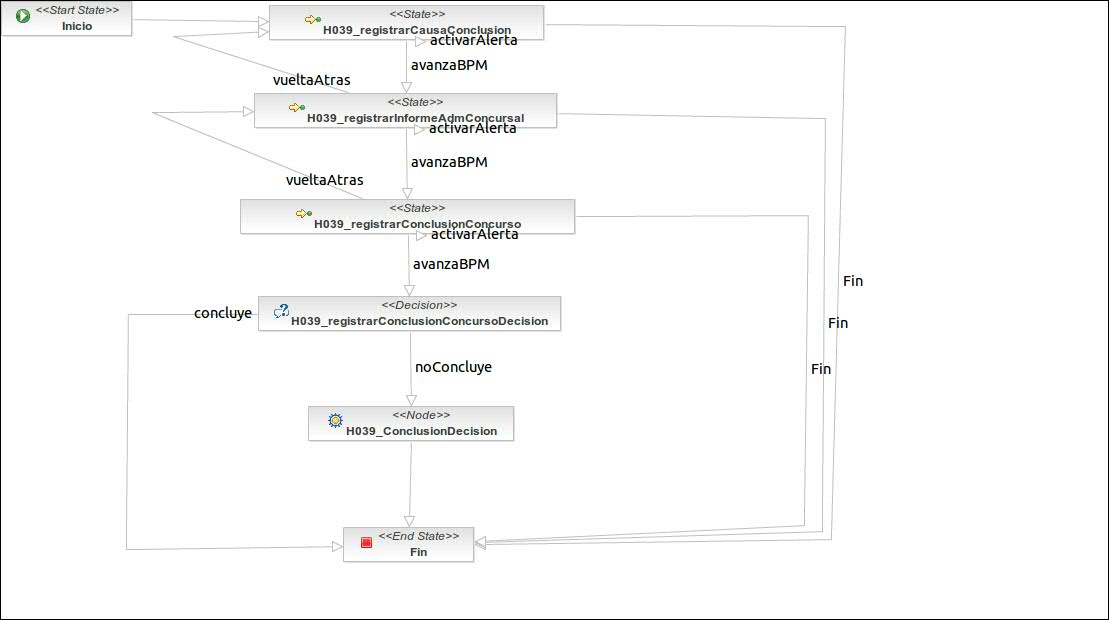 <<Start State>>
Inicio
<<State>>
H039_registrarCausaConclusion
activarAlerta
avanzaBPM
vueltaAtras
<<State>>
H039_registrarInformeAdmConcursal
activarAlerta
avanzaBPM
vueltaAtras
<<State>>
H039_registrarConclusionConcurso
activarAlerta
avanzaBPM
Fin
concluye
<<Decision>>
H039_registrarConclusionConcursoDecision
Fin
noConcluye
Fin
<<Node>>
H039_ConclusionDecision
<<End State>>
Fin